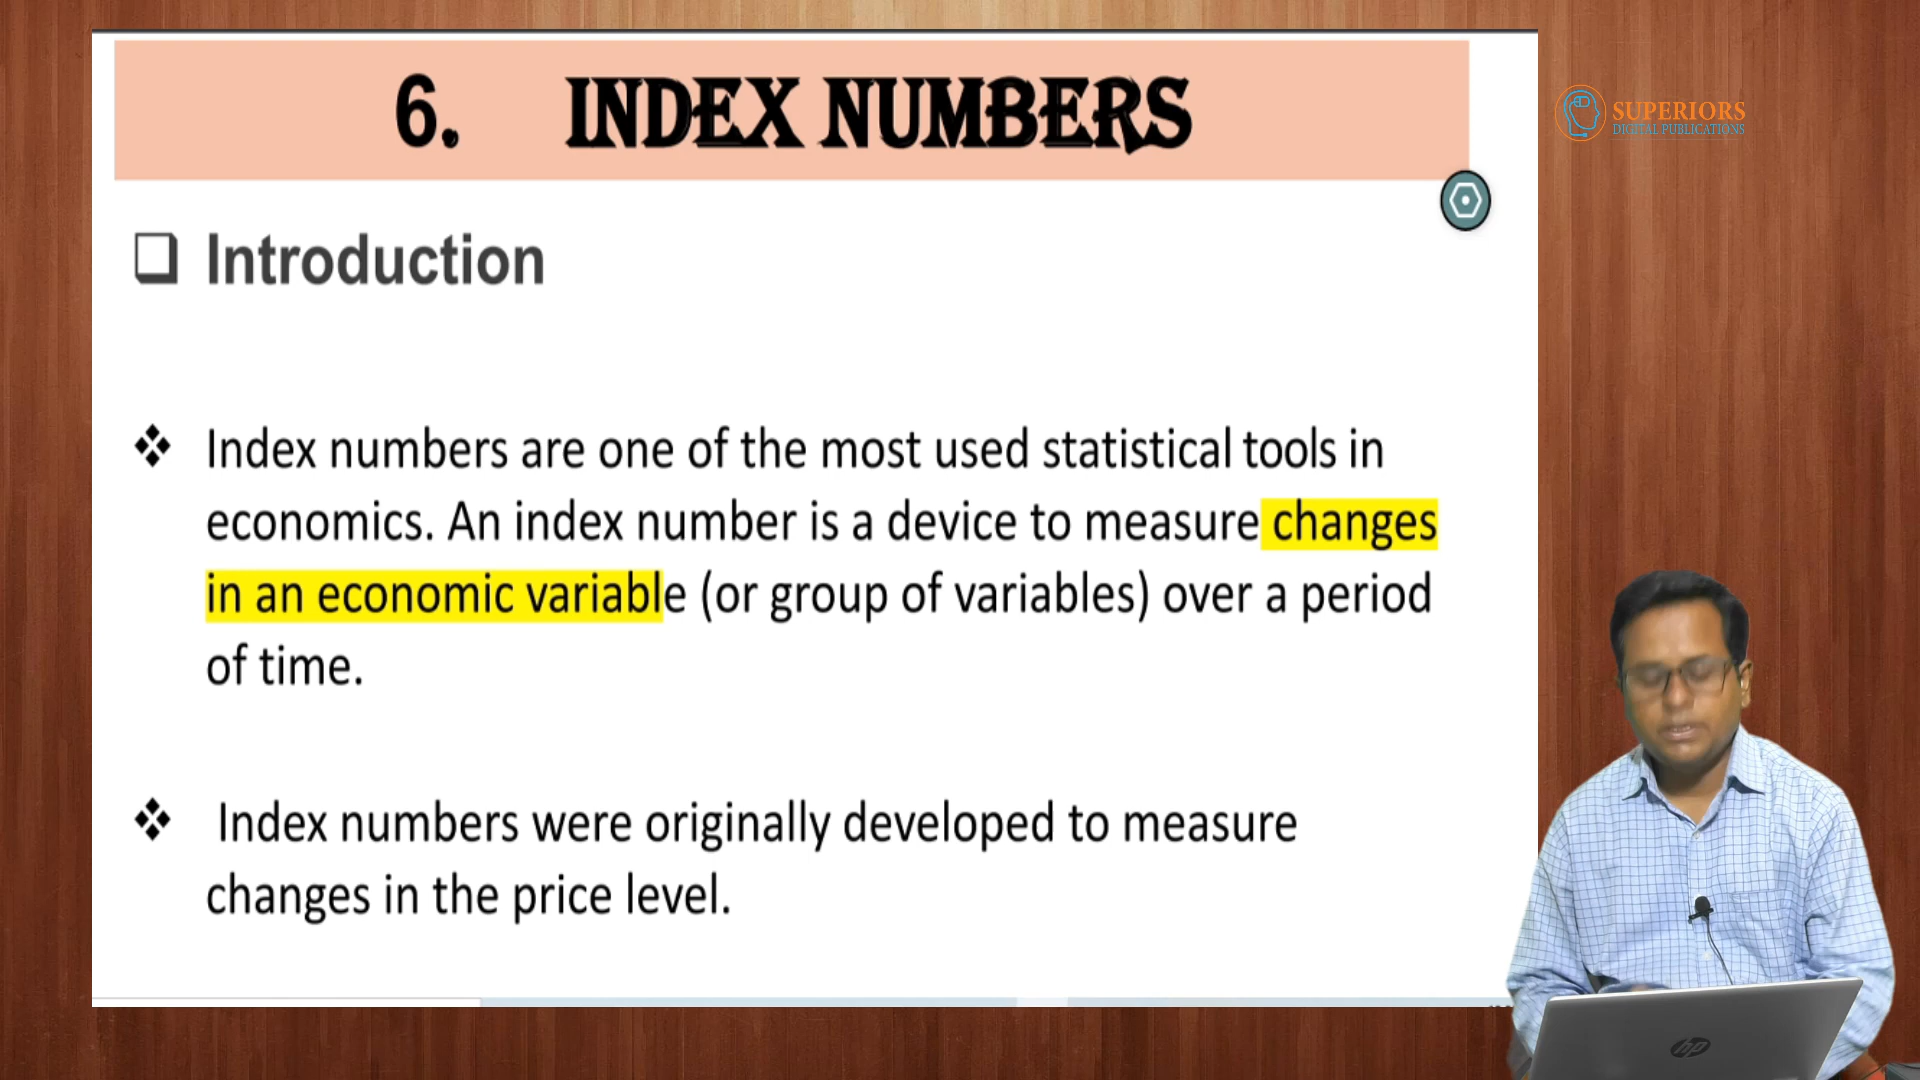 6. INDEX NUMBERS
SUPERIORS
DIGITAL PUBLICATIONS
Introduction
Index numbers are one of the most used statistical tools in
economics. An index number is a device to measure changes
in an economic variable (or group of variables) over a period
of time.
Index numbers were originally developed to measure
changes in the price level.
hp